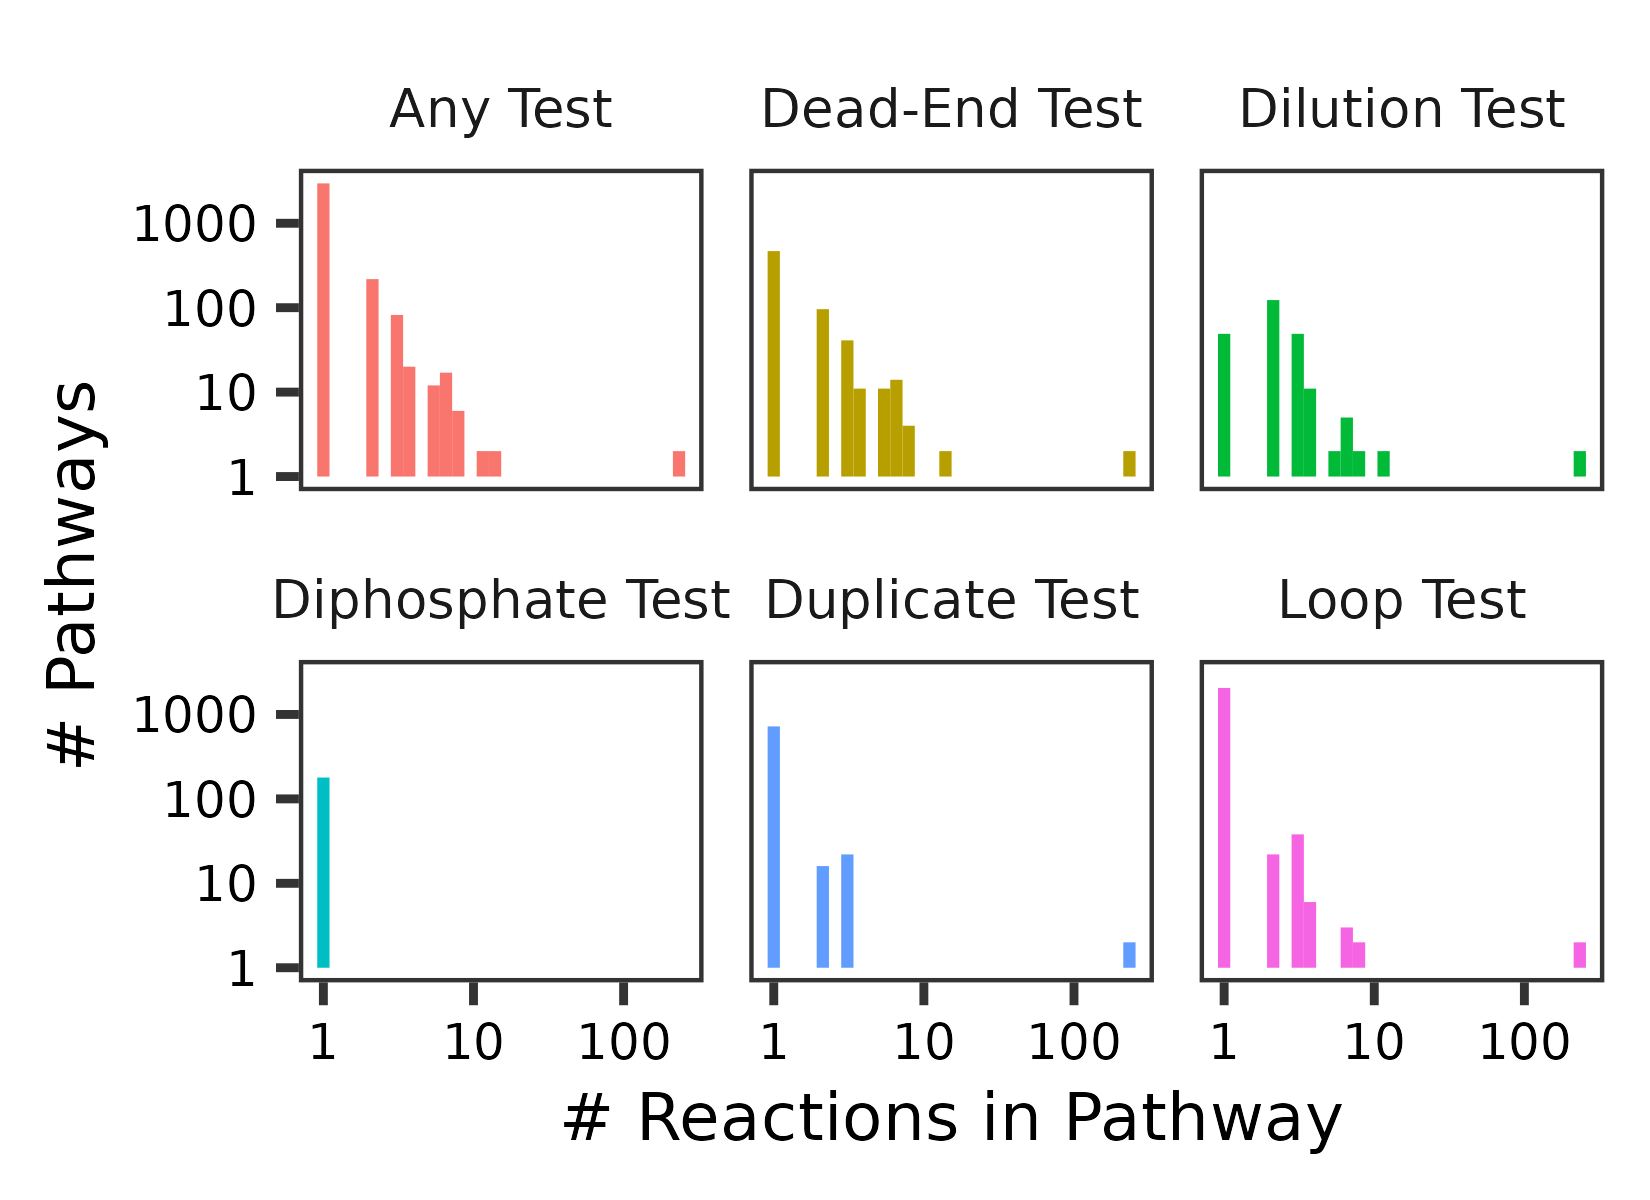 Any Test
Dead-End Test
Dilution Test
1000
100
10
1
# Pathways
Diphosphate Test
Duplicate Test
Loop Test
1000
100
10
1
1 10 100
1 10 100
1 10 100
# Reactions in Pathway